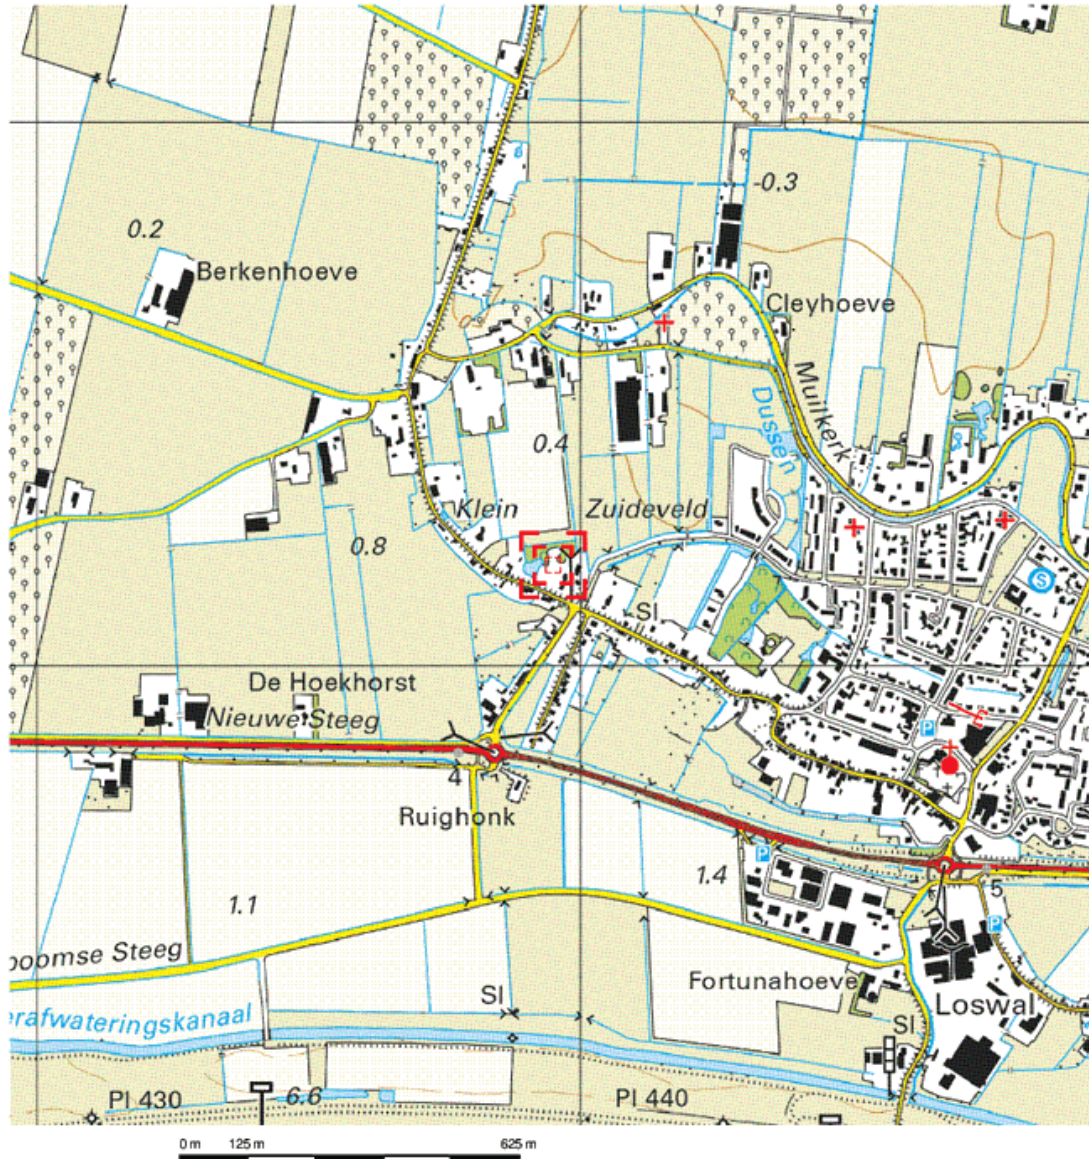 -0.3
0.2
Berkenhoeve
Cleyhoeve
Muilkerk
Dussen
0.4
Klein Zuideveld
0.8
S
Sl
De Hoekhorst
Nieuwe Steeg
P
4
Ruighonk
P
1.4
5
1.1
P
oomse Steeg
Fortunahoeve
Sl
Loswal
erafwateringskanaal
Sl
Pl 430
6.6
Pl 440
0 m 125 m 625 m